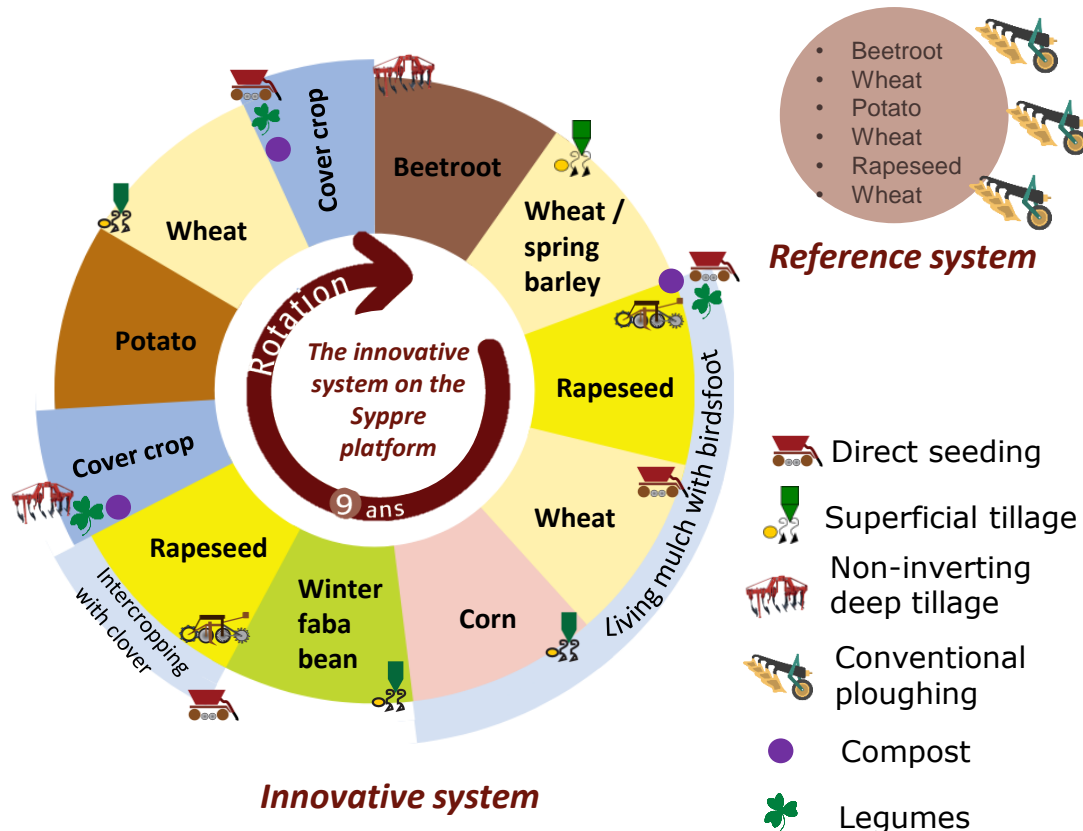 Cover crop
Beetroot
Wheat /
spring
barley
Rapeseed
Wheat
Corn
Living mulch with birdsfoot
Winter
faba
bean
Rapeseed
Intercropping
with clover
Cover crop
Potato
Wheat
Rotation
The innovative
system on the
Syppre
platform
9 ans
Innovative system
• Beetroot
• Wheat
• Potato
• Wheat
• Rapeseed
• Wheat
Reference system
Direct seeding
Superficial tillage
Non-inverting
deep tillage
Conventional
ploughing
Compost
Legumes